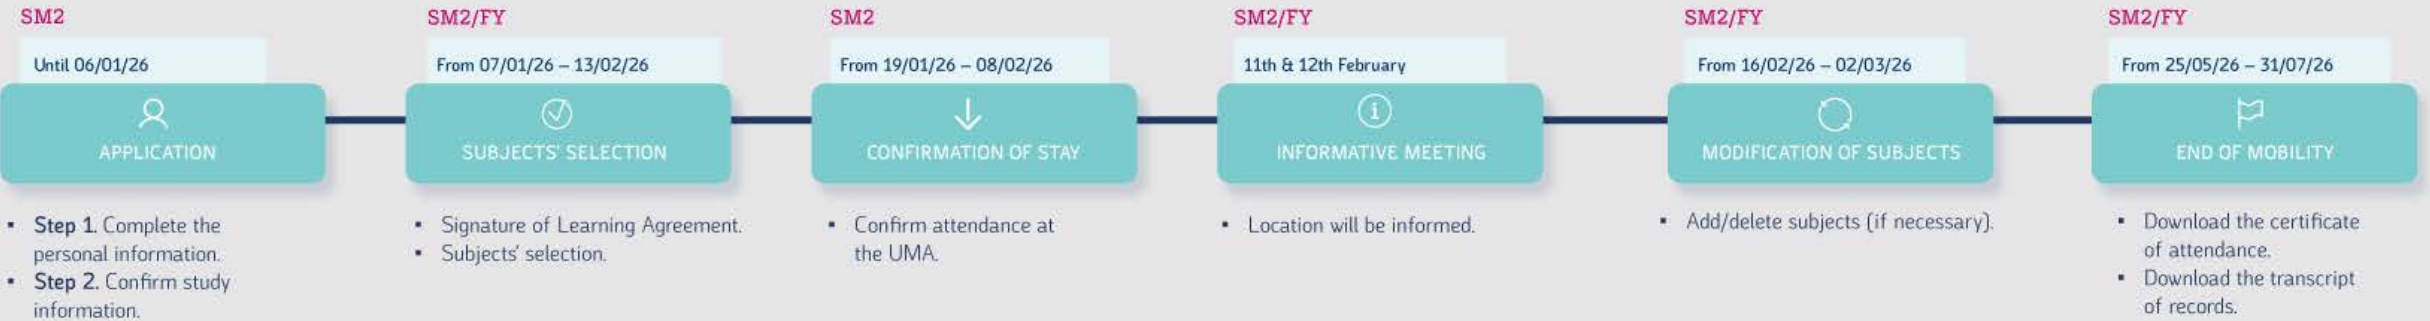 SM2
Until 06/01/26
APPLICATION
▪ Step 1. Complete the
personal information.
▪ Step 2. Confirm study
information.
SM2/FY
From 07/01/26 – 13/02/26
SUBJECTS' SELECTION
▪ Signature of Learning Agreement.
▪ Subjects' selection.
SM2
From 19/01/26 – 08/02/26
CONFIRMATION OF STAY
▪ Confirm attendance at
the UMA.
SM2/FY
11th & 12th February
INFORMATIVE MEETING
▪ Location will be informed.
SM2/FY
From 16/02/26 – 02/03/26
MODIFICATION OF SUBJECTS
▪ Add/delete subjects (if necessary).
SM2/FY
From 25/05/26 – 31/07/26
END OF MOBILITY
▪ Download the certificate
of attendance.
▪ Download the transcript
of records.